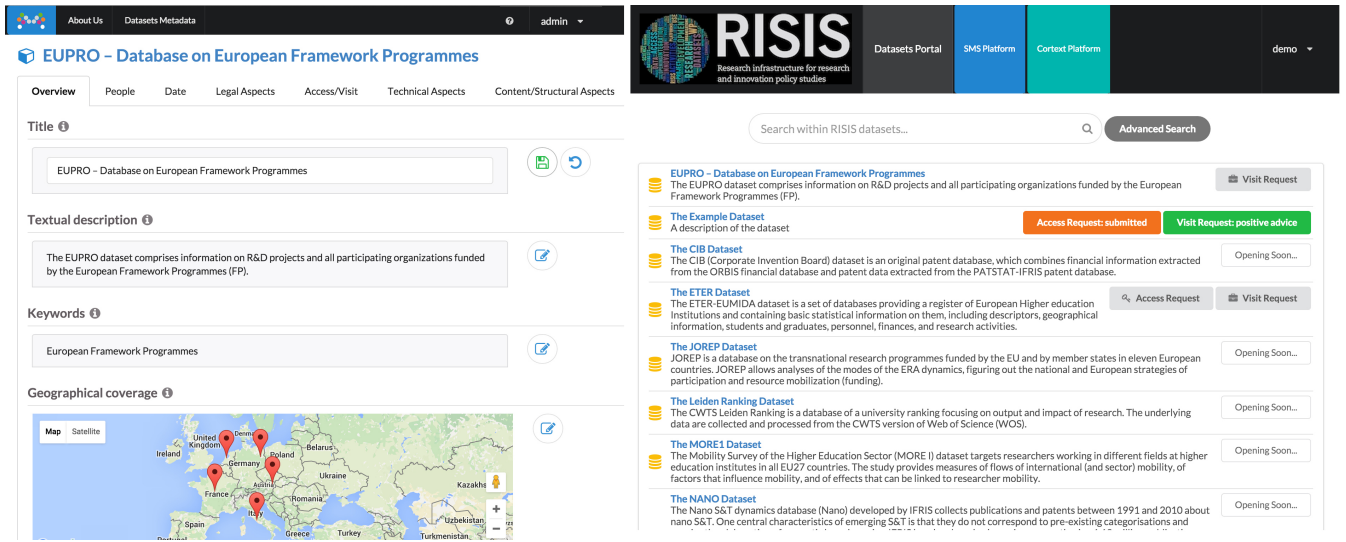 About Us
Datasets Metadata
admin
EUPRO – Database on European Framework Programmes
Overview
People
Date
Legal Aspects
Access/Visit
Technical Aspects
Content/Structural Aspects
Title
EUPRO – Database on European Framework Programmes
Textual description
The EUPRO dataset comprises information on R&D projects and all participating organizations funded
by the European Framework Programmes (FP).
Keywords
European Framework Programmes
Geographical coverage
Map
Satellite
United
Kingdom
Ireland
Belarus
Poland
Germany
Ukraine
Austria
Kazakhs
France
Romania
Italy
Spain
Uzbekistan
Portugal
Greece
Turkey
Turkmenistan
RISIS
Research infrastructure for research
and innovation policy studies
Datasets Portal
SMS Platform
Cortext Platform
demo
Search within RISIS datasets...
Advanced Search
EUPRO – Database on European Framework Programmes
The EUPRO dataset comprises information on R&D projects and all participating organizations funded by the European
Framework Programmes (FP).
Visit Request
The Example Dataset
A description of the dataset
Access Request: submitted
Visit Request: positive advice
The CIB Dataset
The CIB (Corporate Invention Board) dataset is an original patent database, which combines financial information extracted
from the ORBIS financial database and patent data extracted from the PATSTAT-IFRIS patent database.
Opening Soon...
The ETER Dataset
The ETER-EUMIDA dataset is a set of databases providing a register of European Higher education
Institutions and containing basic statistical information on them, including descriptors, geographical
information, students and graduates, personnel, finances, and research activities.
Access Request
Visit Request
The JOREP Dataset
JOREP is a database on the transnational research programmes funded by the EU and by member states in eleven European
countries. JOREP allows analyses of the modes of the ERA dynamics, figuring out the national and European strategies of
participation and resource mobilization (funding).
Opening Soon...
The Leiden Ranking Dataset
The CWTS Leiden Ranking is a database of a university ranking focusing on output and impact of research. The underlying
data are collected and processed from the CWTS version of Web of Science (WOS).
Opening Soon...
The MORE1 Dataset
The Mobility Survey of the Higher Education Sector (MORE I) dataset targets researchers working in different fields at higher
education institutes in all EU27 countries. The study provides measures of flows of international (and sector) mobility, of
factors that influence mobility, and of effects that can be linked to researcher mobility.
Opening Soon...
The NANO Dataset
The Nano S&T dynamics database (Nano) developed by IFRIS collects publications and patents between 1991 and 2010 about
nano S&T. One central characteristics of emerging S&T is that they do not correspond to pre-existing categorisations and
Opening Soon...